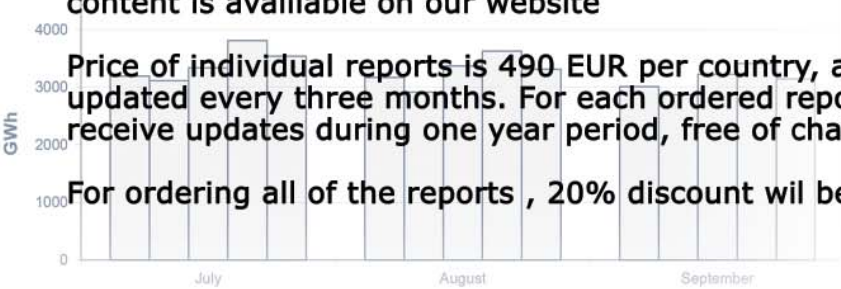 content is availiable on our website
4000
Price of individual reports is 490 EUR per country, a
3000
updated every three months. For each ordered repo
GWh
2000
receive updates during one year period, free of cha
1000
For ordering all of the reports , 20% discount wil be
0
July August September